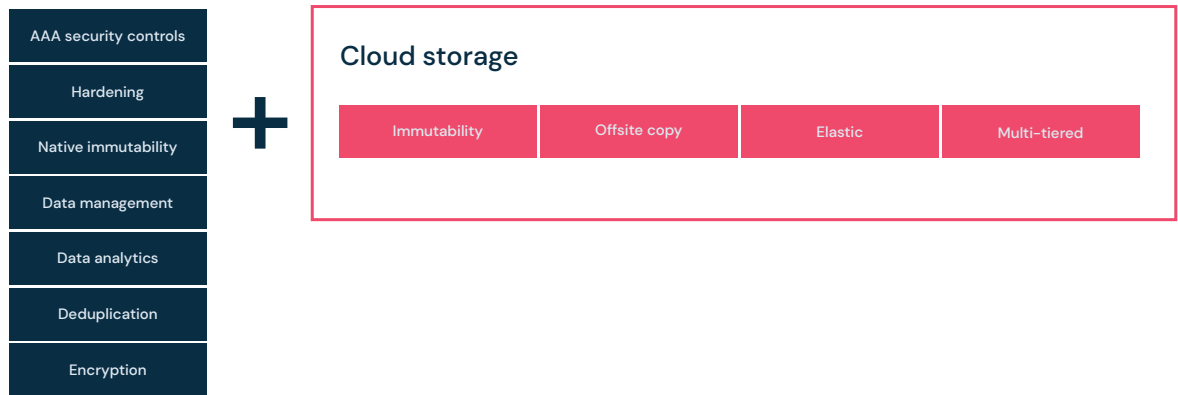 AAA security controls
Hardening
Native immutability
Data management
Data analytics
Deduplication
Encryption
+
Cloud storage
Immutability
Offsite copy
Elastic
Multi-tiered